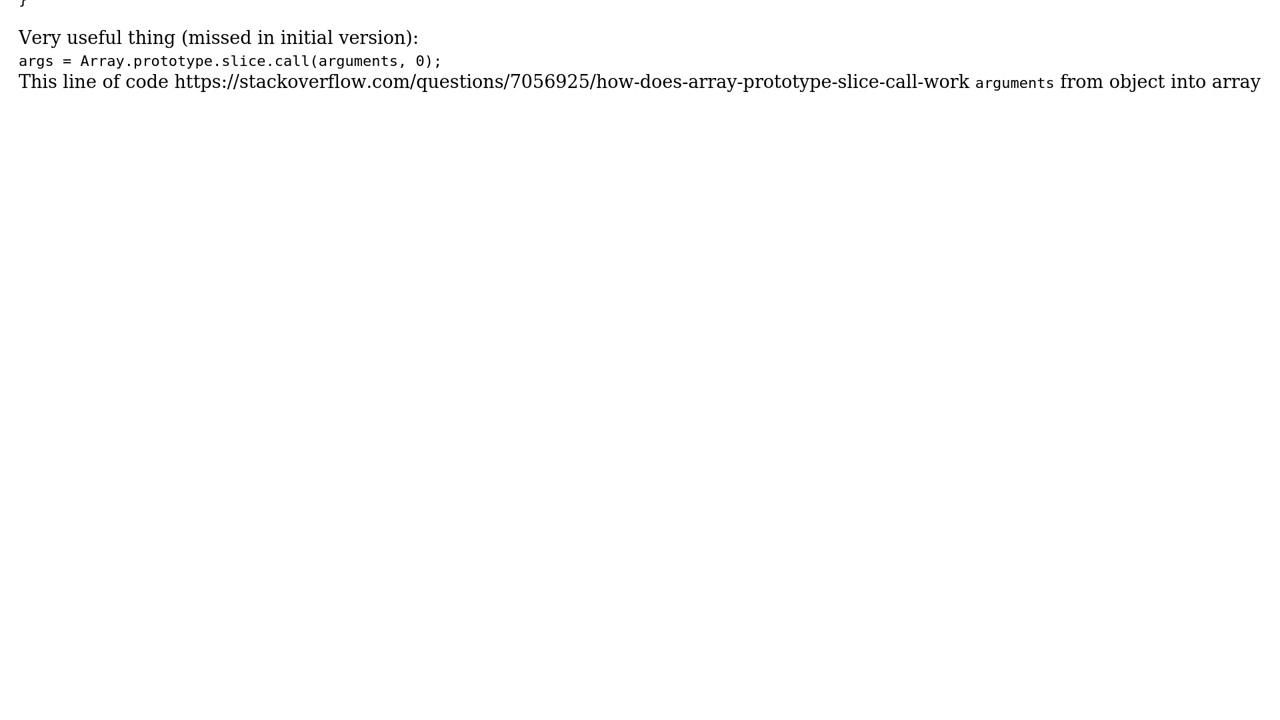 }
Very useful thing (missed in initial version):
args = Array.prototype.slice.call(arguments, 0);
This line of code https://stackoverflow.com/questions/7056925/how-does-array-prototype-slice-call-work arguments from object into array